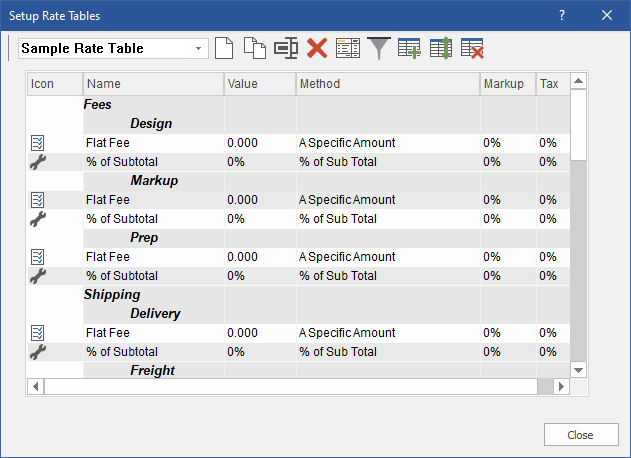 Setup Rate Tables
?
Sample Rate Table
Icon Name Value Method Markup Tax
Fees
Design
Flat Fee 0.000 A Specific Amount 0% 0%
% of Subtotal 0% % of Sub Total 0% 0%
Markup
Flat Fee 0.000 A Specific Amount 0% 0%
% of Subtotal 0% % of Sub Total 0% 0%
Prep
Flat Fee 0.000 A Specific Amount 0% 0%
% of Subtotal 0% % of Sub Total 0% 0%
Shipping
Delivery
Flat Fee 0.000 A Specific Amount 0% 0%
% of Subtotal 0% % of Sub Total 0% 0%
Freight
Close